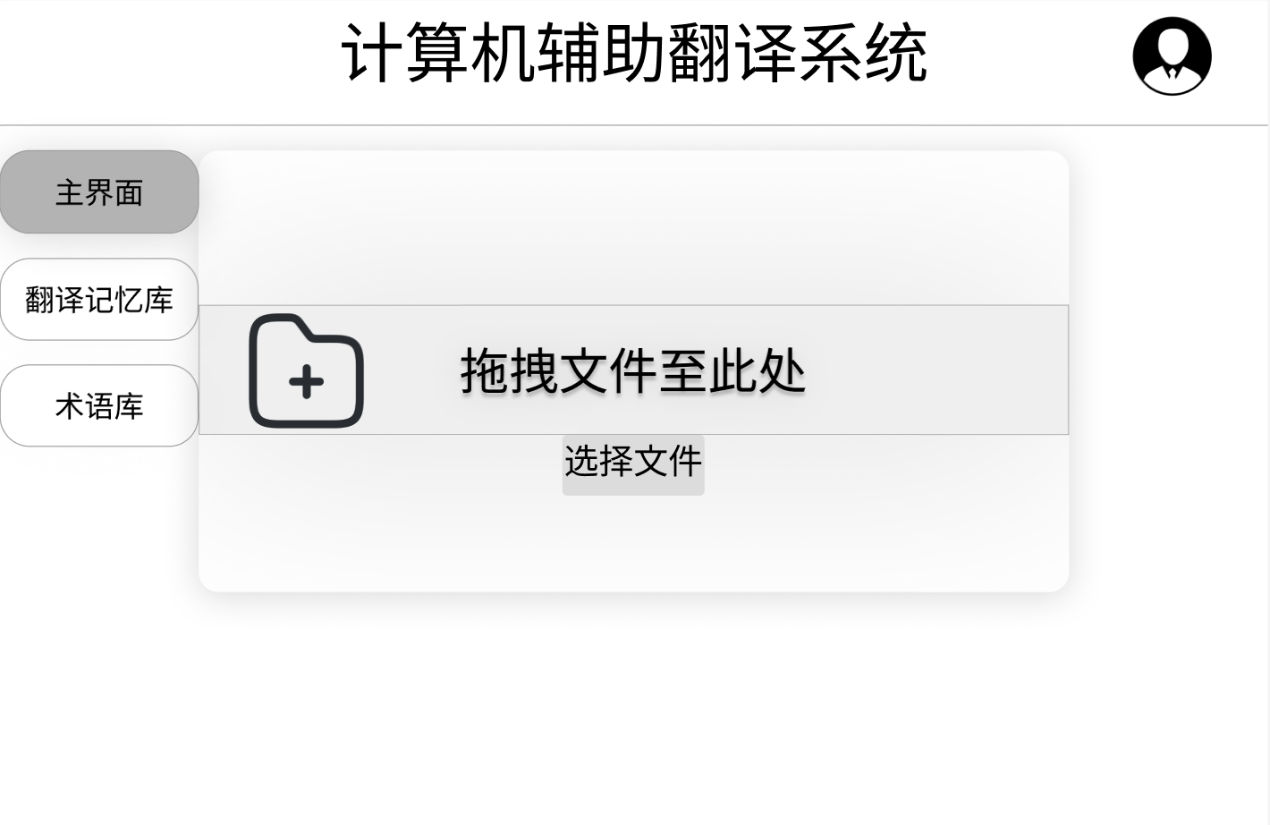 计算机辅助翻译系统
主界面
翻译记忆库
术语库
拖拽文件至此处
选择文件